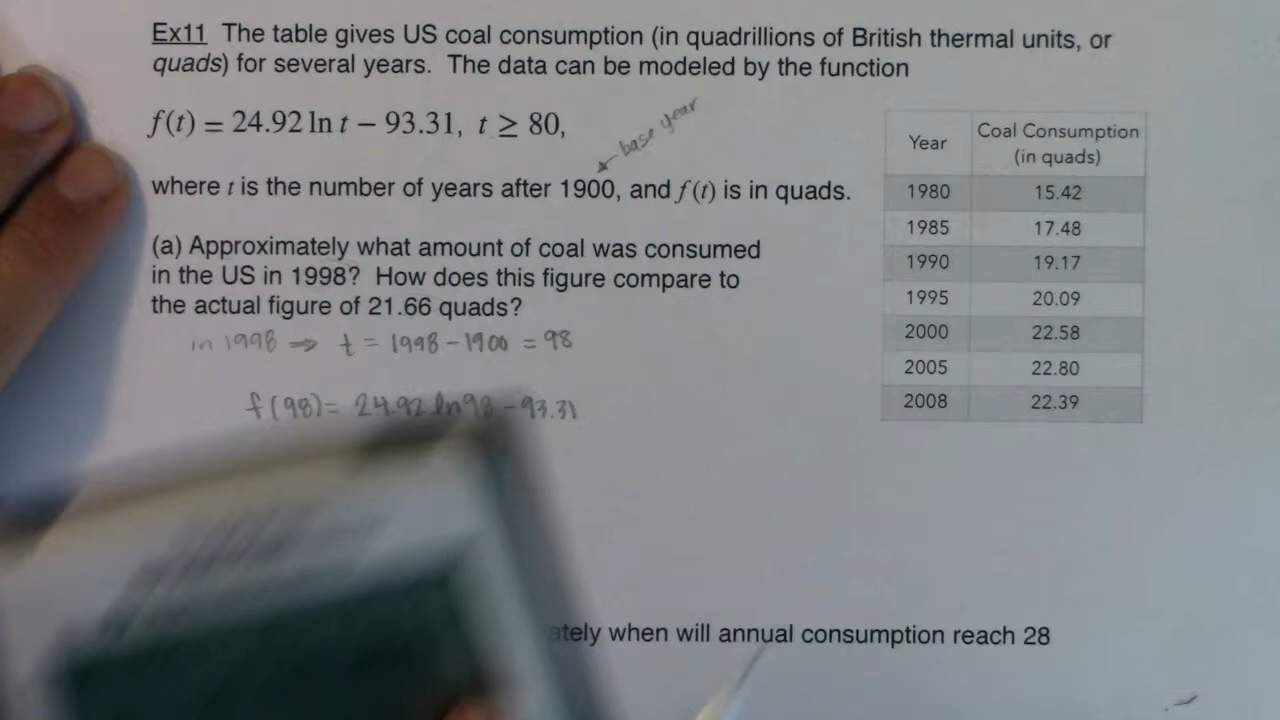 Ex11 The table gives US coal consumption (in quadrillions of British thermal units, or
quads) for several years. The data can be modeled by the function
f(t) = 24.92 ln t − 93.31, t ≥ 80,
base year
where t is the number of years after 1900, and f(t) is in quads.
(a) Approximately what amount of coal was consumed
in the US in 1998? How does this figure compare to
the actual figure of 21.66 quads?
in 1998 ⇒ t = 1998 − 1900 = 98
f(98) = 24.92 ln 98 − 93.31
Year Coal Consumption
(in quads)
1980 15.42
1985 17.48
1990 19.17
1995 20.09
2000 22.58
2005 22.80
2008 22.39
when will annual consumption reach 28